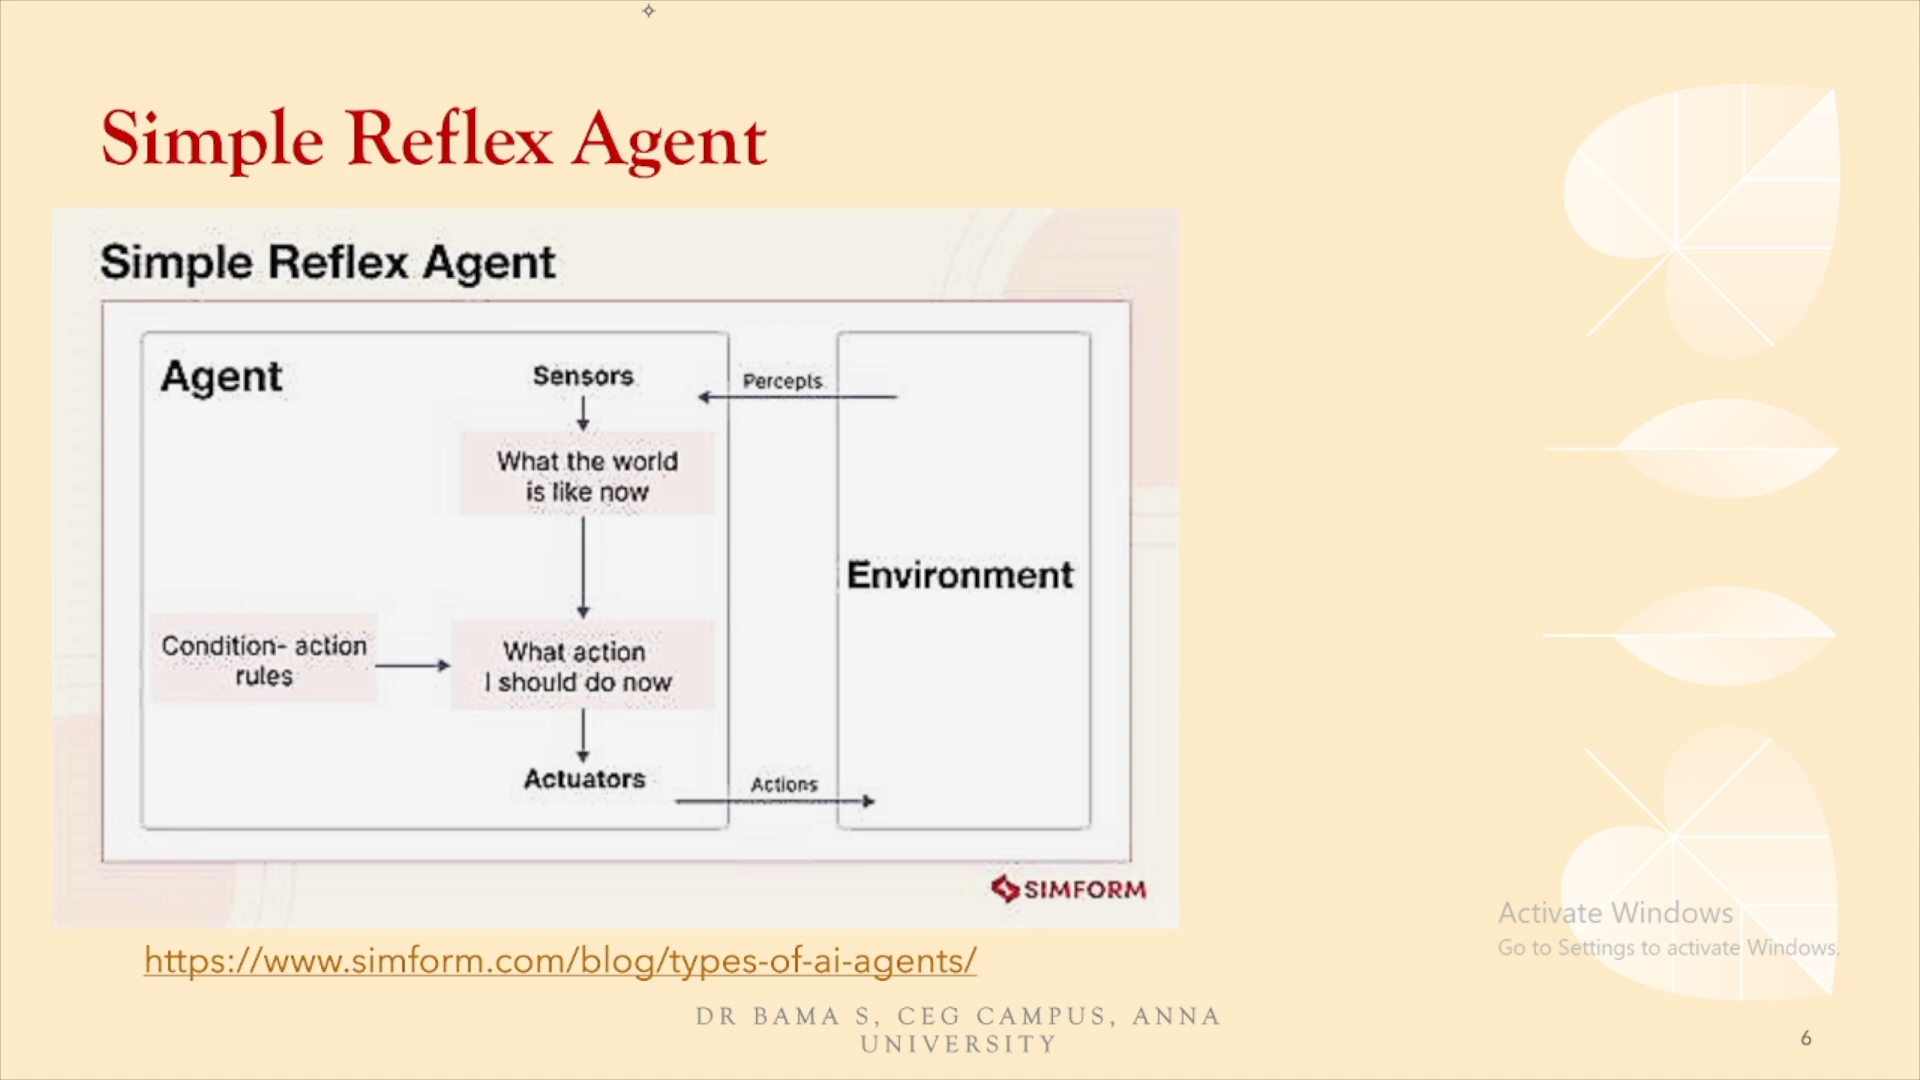 Simple Reflex Agent
Simple Reflex Agent
Agent
Sensors
Percepts
What the world
is like now
Environment
Condition- action
rules
What action
I should do now
Actuators
Actions
SIMFORM
https://www.simform.com/blog/types-of-ai-agents/
Activate Windows
Go to Settings to activate Windows.
DR BAMA S, CEG CAMPUS, ANNA
UNIVERSITY
6